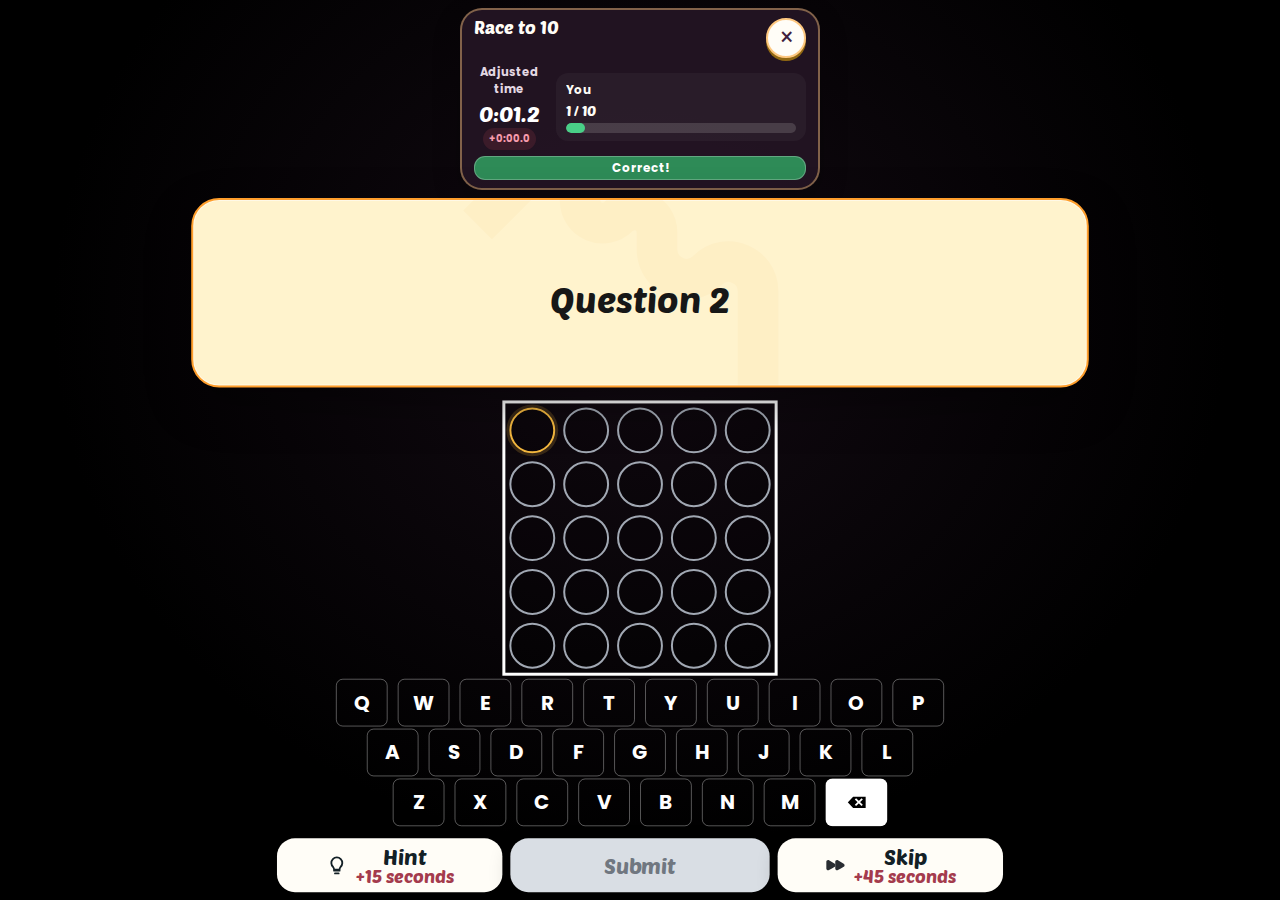 Race to 10
×
Adjusted
time
0:01.2
+0:00.0
You
1 / 10
Correct!
Question 2
Q W E R T Y U I O P
A S D F G H J K L
Z X C V B N M
Hint
+15 seconds
Submit
Skip
+45 seconds